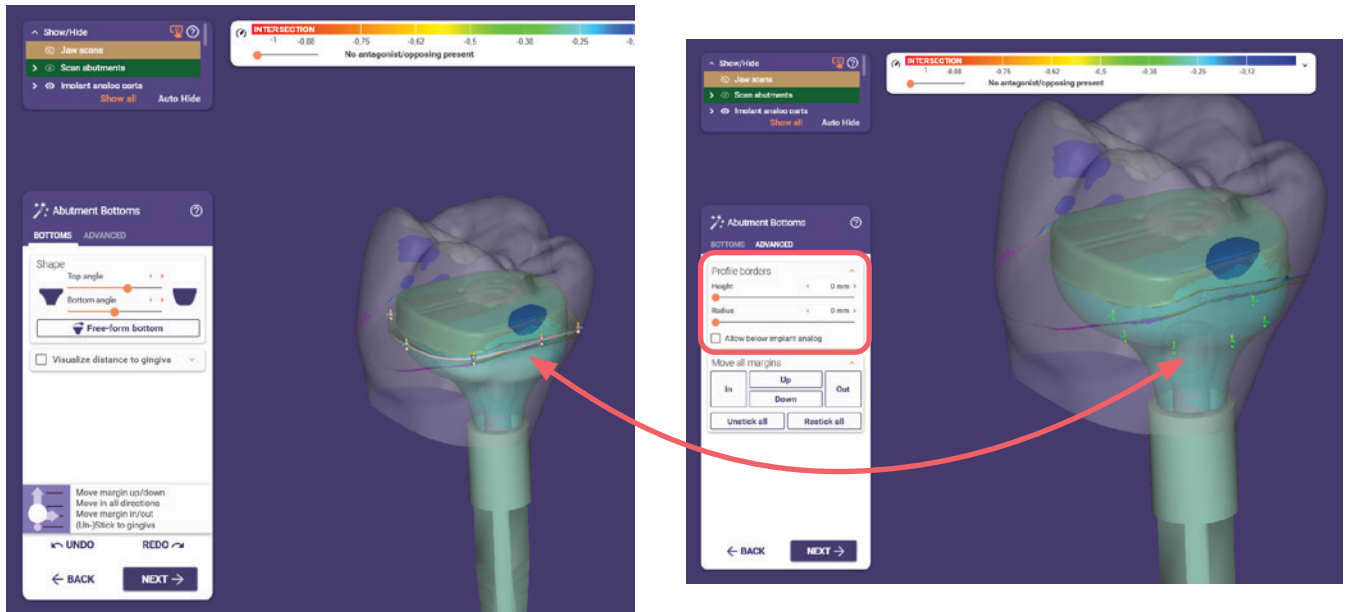 Show/Hide
Jaw scans
Scan abutments
Implant analog parts
Show all Auto Hide
INTERSECTION
-1 -0.88 -0,75 -0,62 -0,5 -0.38 -0,25
No antagonist/opposing present
Abutment Bottoms
BOTTOMS ADVANCED
Shape
Top angle
Bottom angle
Free-form bottom
Visualize distance to gingiva
Move margin up/down
Move in all directions
Move margin in/out
(Un-)Stick to gingiva
UNDO REDO
BACK NEXT
Show/Hide
Jaw scans
Scan abutments
Implant analog parts
Show all Auto Hide
INTERSECTION
-1 -0.88 -0.75 -0.62 -0,5 -0.38 -0.25 -0,12
No antagonist/opposing present
Abutment Bottoms
BOTTOMS ADVANCED
Profile borders
Height 0 mm
Radius 0 mm
Allow below implant analog
Move all margins
In Up Out
Down
Unstick all Restick all
BACK NEXT